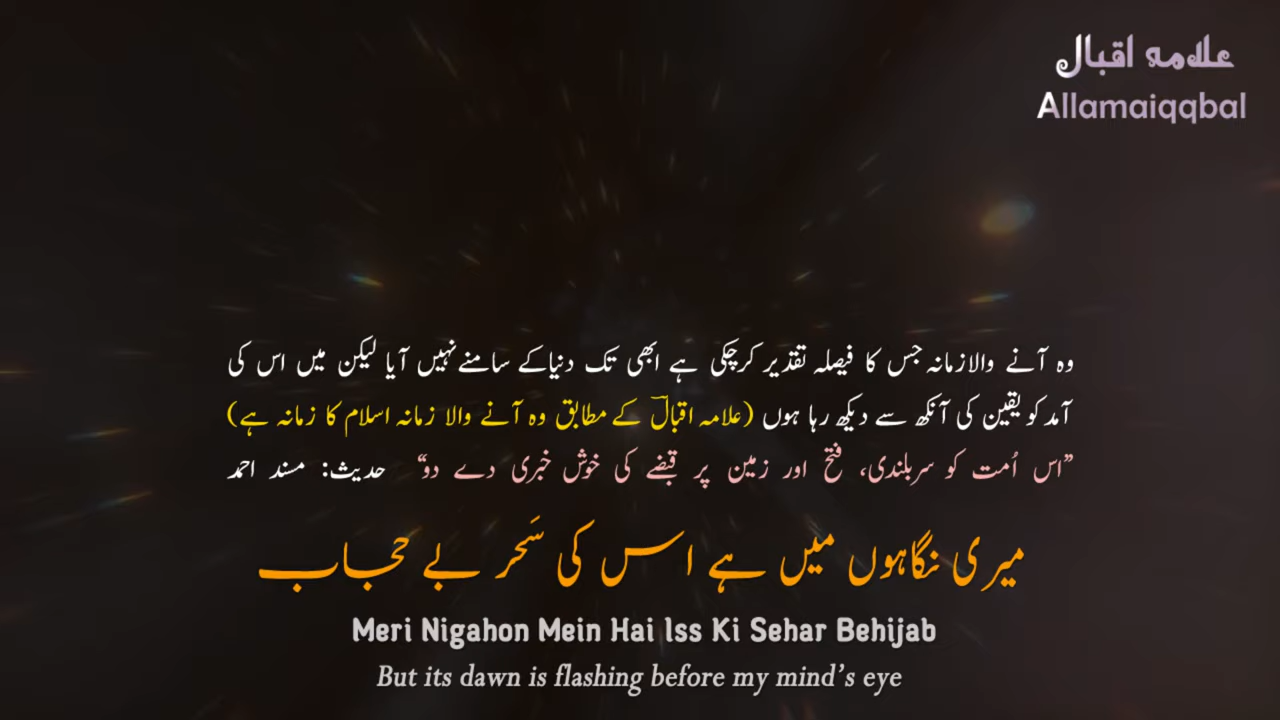 علامہ اقبال
Allamaiqqbal
وہ آنے والا زمانہ جس کا فیصلہ تقدیر کرچکی ہے ابھی تک دنیا کے سامنے نہیں آیا لیکن میں اس کی
آمد کو یقین کی آنکھ سے دیکھ رہا ہوں (علامہ اقبالؔ کے مطابق وہ آنے والا زمانہ اسلام کا زمانہ ہے)
”اس اُمت کو سربلندی، فتح اور زمین پر قبضے کی خوش خبری دے دو“ حدیث: مسند احمد
میری نگاہوں میں ہے اس کی سَحر بے حجاب
Meri Nigahon Mein Hai Iss Ki Sehar Behijab
But its dawn is flashing before my mind’s eye